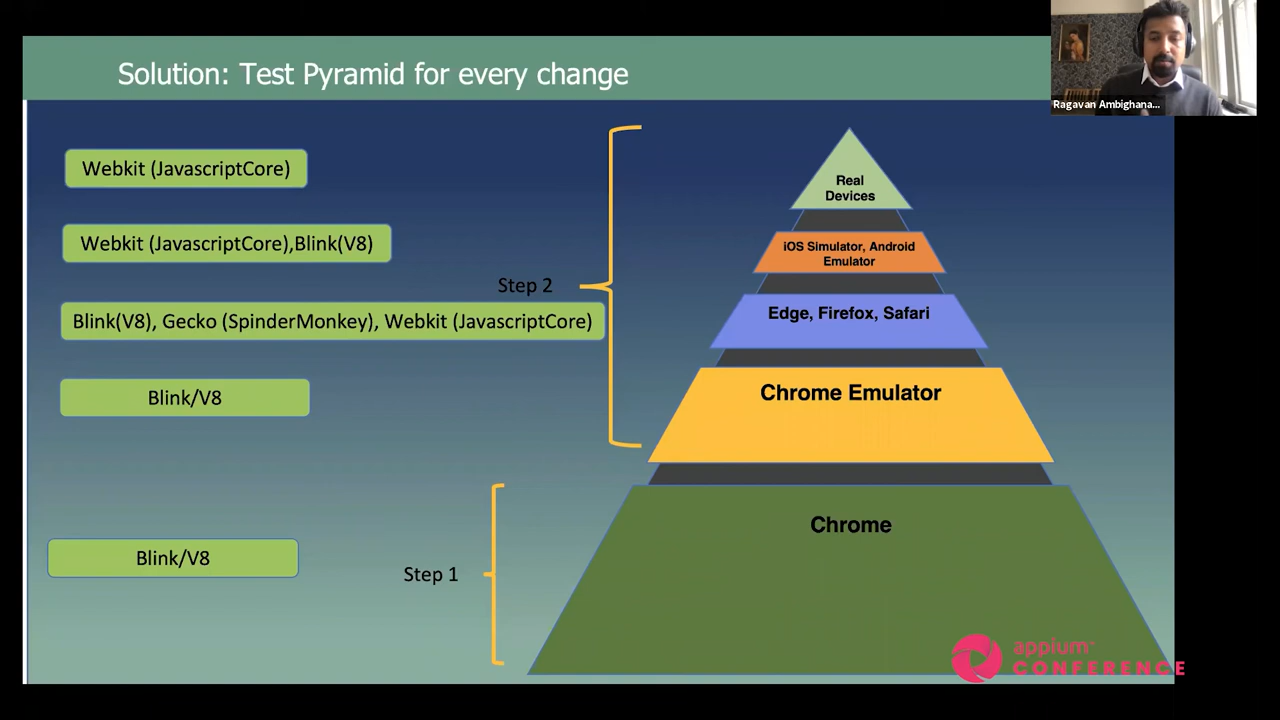 Solution: Test Pyramid for every change
Ragavan Ambighana...
Webkit (JavascriptCore)
Real
Devices
Webkit (JavascriptCore),Blink(V8)
iOS Simulator, Android
Emulator
Step 2
Blink(V8), Gecko (SpinderMonkey), Webkit (JavascriptCore)
Edge, Firefox, Safari
Blink/V8
Chrome Emulator
Chrome
Blink/V8
Step 1
appium
CONFERENCE